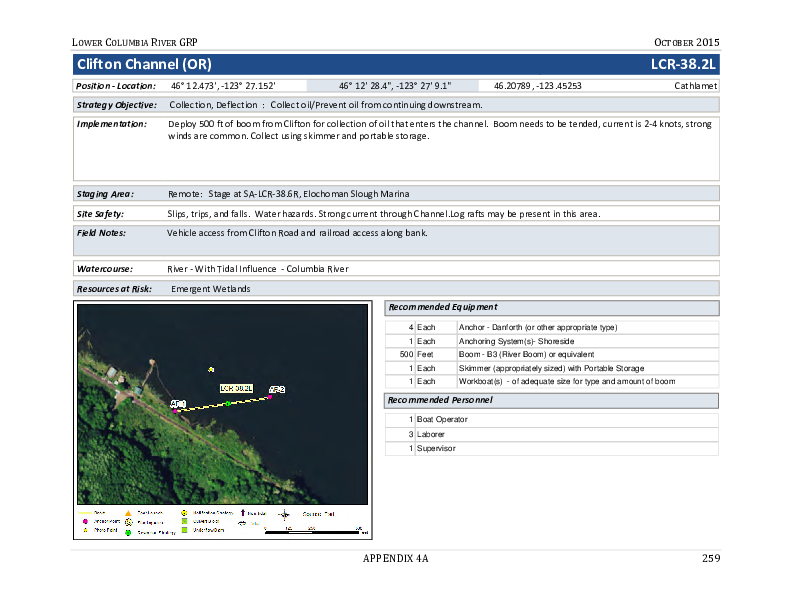 LOWER COLUMBIA RIVER GRP OCTOBER 2015
Clifton Channel (OR) LCR-38.2L
Position - Location: 46° 12.473', -123° 27.152' 46° 12' 28.4", -123° 27' 9.1" 46.20789 , -123.45253 Cathlamet
Strategy Objective: Collection, Deflection : Collect oil/Prevent oil from continuing downstream.
Implementation: Deploy 500 ft of boom from Clifton for collection of oil that enters the channel. Boom needs to be tended, current is 2-4 knots, strong
winds are common. Collect using skimmer and portable storage.
Staging Area: Remote: Stage at SA-LCR-38.6R, Elochoman Slough Marina
Site Safety: Slips, trips, and falls. Water hazards. Strong current through Channel.Log rafts may be present in this area.
Field Notes: Vehicle access from Clifton Road and railroad access along bank.
Watercourse: River - With Tidal Influence - Columbia River
Resources at Risk: Emergent Wetlands
Recommended Equipment
4 Each Anchor - Danforth (or other appropriate type)
1 Each Anchoring System(s)- Shoreside
500 Feet Boom - B3 (River Boom) or equivalent
1 Each Skimmer (appropriately sized) with Portable Storage
1 Each Workboat(s) - of adequate size for type and amount of boom
Recommended Personnel
1 Boat Operator
3 Laborer
1 Supervisor
LCR-38.2L
AP-2
AP-1
Anchor Point
Photo Point
APPENDIX 4A 259